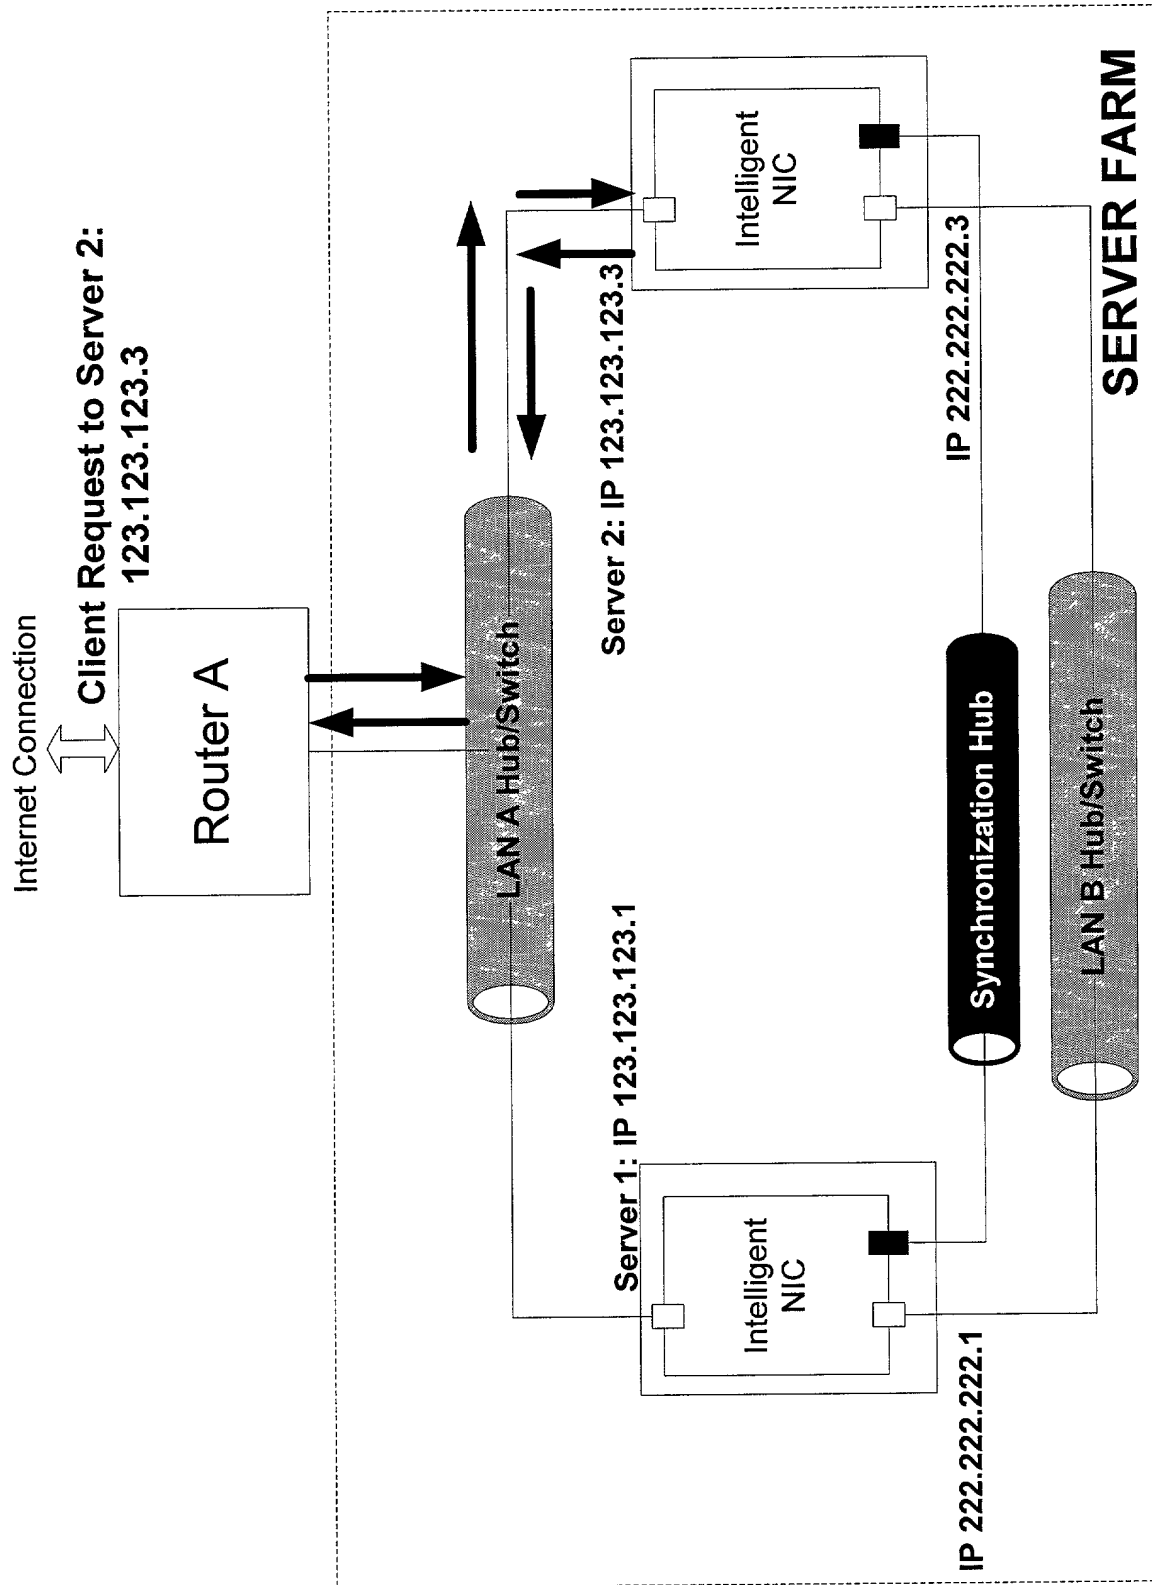 Internet Connection
Client Request to Server 2:
123.123.123.3
Router A
LAN A Hub/Switch
Server 1: IP 123.123.123.1
Server 2: IP 123.123.123.3
Intelligent
NIC
Intelligent
NIC
IP 222.222.222.1
IP 222.222.222.3
Synchronization Hub
LAN B Hub/Switch
SERVER FARM